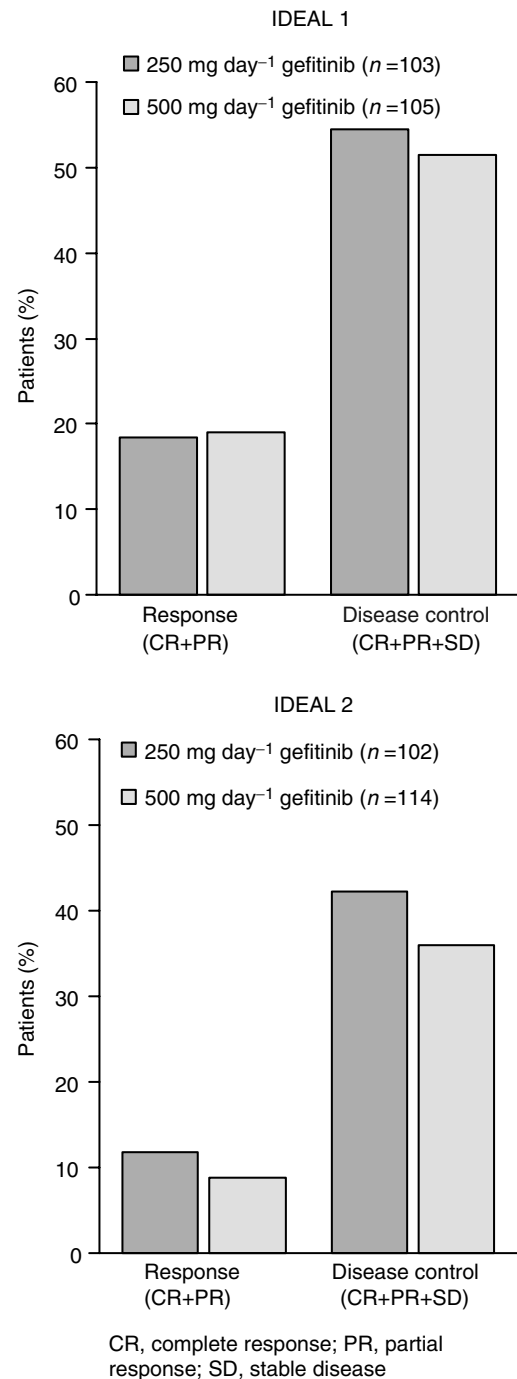 IDEAL 1
60
50
40
30
20
10
0
Patients (%)
250 mg day⁻¹ gefitinib (n =103)
500 mg day⁻¹ gefitinib (n =105)
Response
(CR+PR)
Disease control
(CR+PR+SD)
IDEAL 2
60
50
40
30
20
10
0
Patients (%)
250 mg day⁻¹ gefitinib (n =102)
500 mg day⁻¹ gefitinib (n =114)
Response
(CR+PR)
Disease control
(CR+PR+SD)
CR, complete response; PR, partial
response; SD, stable disease